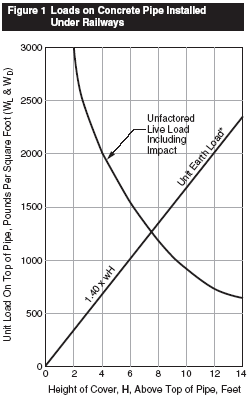 Figure 1 Loads on Concrete Pipe Installed
Under Railways
Unit Load On Top of Pipe, Pounds Per Square Foot (WL & WD)
3000
2500
2000
1500
1000
500
0
Unfactored
Live Load
Including
Impact
Unit Earth Load*
1.40 x wH
0 2 4 6 8 10 12 14
Height of Cover, H, Above Top of Pipe, Feet